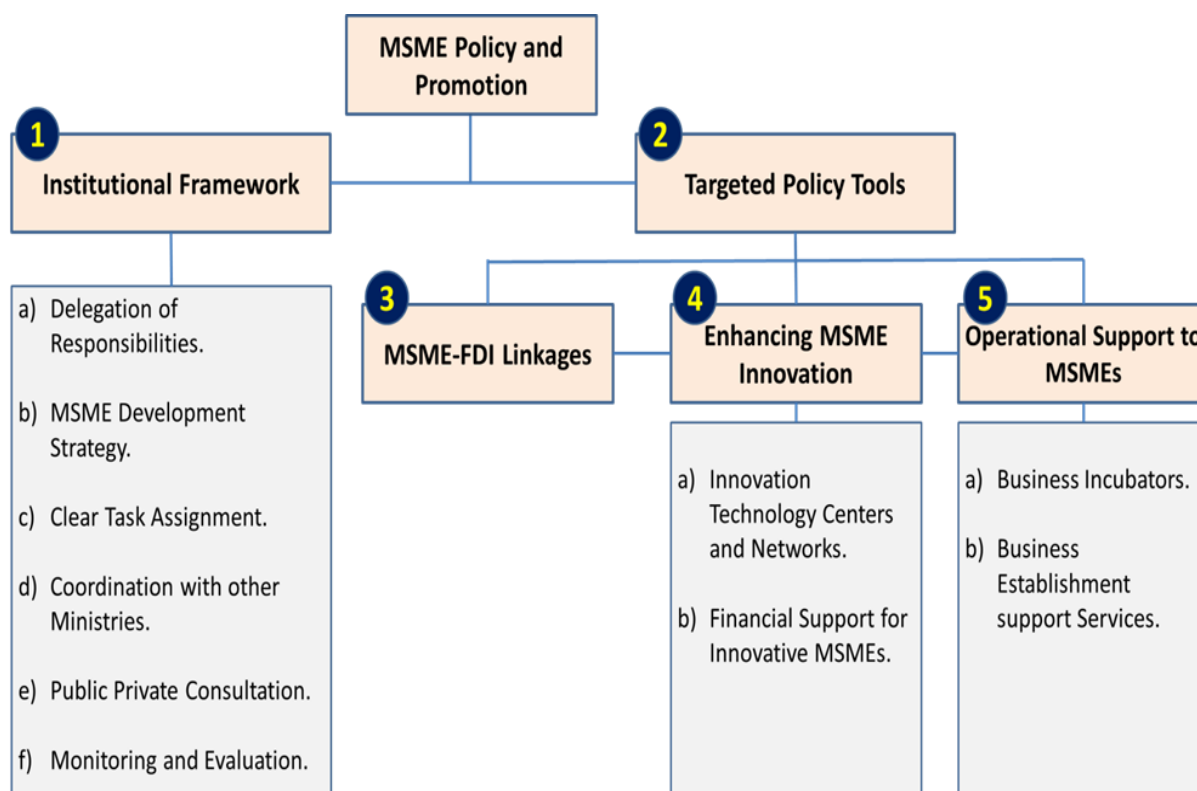 MSME Policy and
Promotion
1
Institutional Framework
2
Targeted Policy Tools
a) Delegation of
Responsibilities.
b) MSME Development
Strategy.
c) Clear Task Assignment.
d) Coordination with other
Ministries.
e) Public Private Consultation.
f) Monitoring and Evaluation.
3
MSME-FDI Linkages
4
Enhancing MSME
Innovation
a) Innovation
Technology Centers
and Networks.
b) Financial Support for
Innovative MSMEs.
5
Operational Support to
MSMEs
a) Business Incubators.
b) Business
Establishment
support Services.